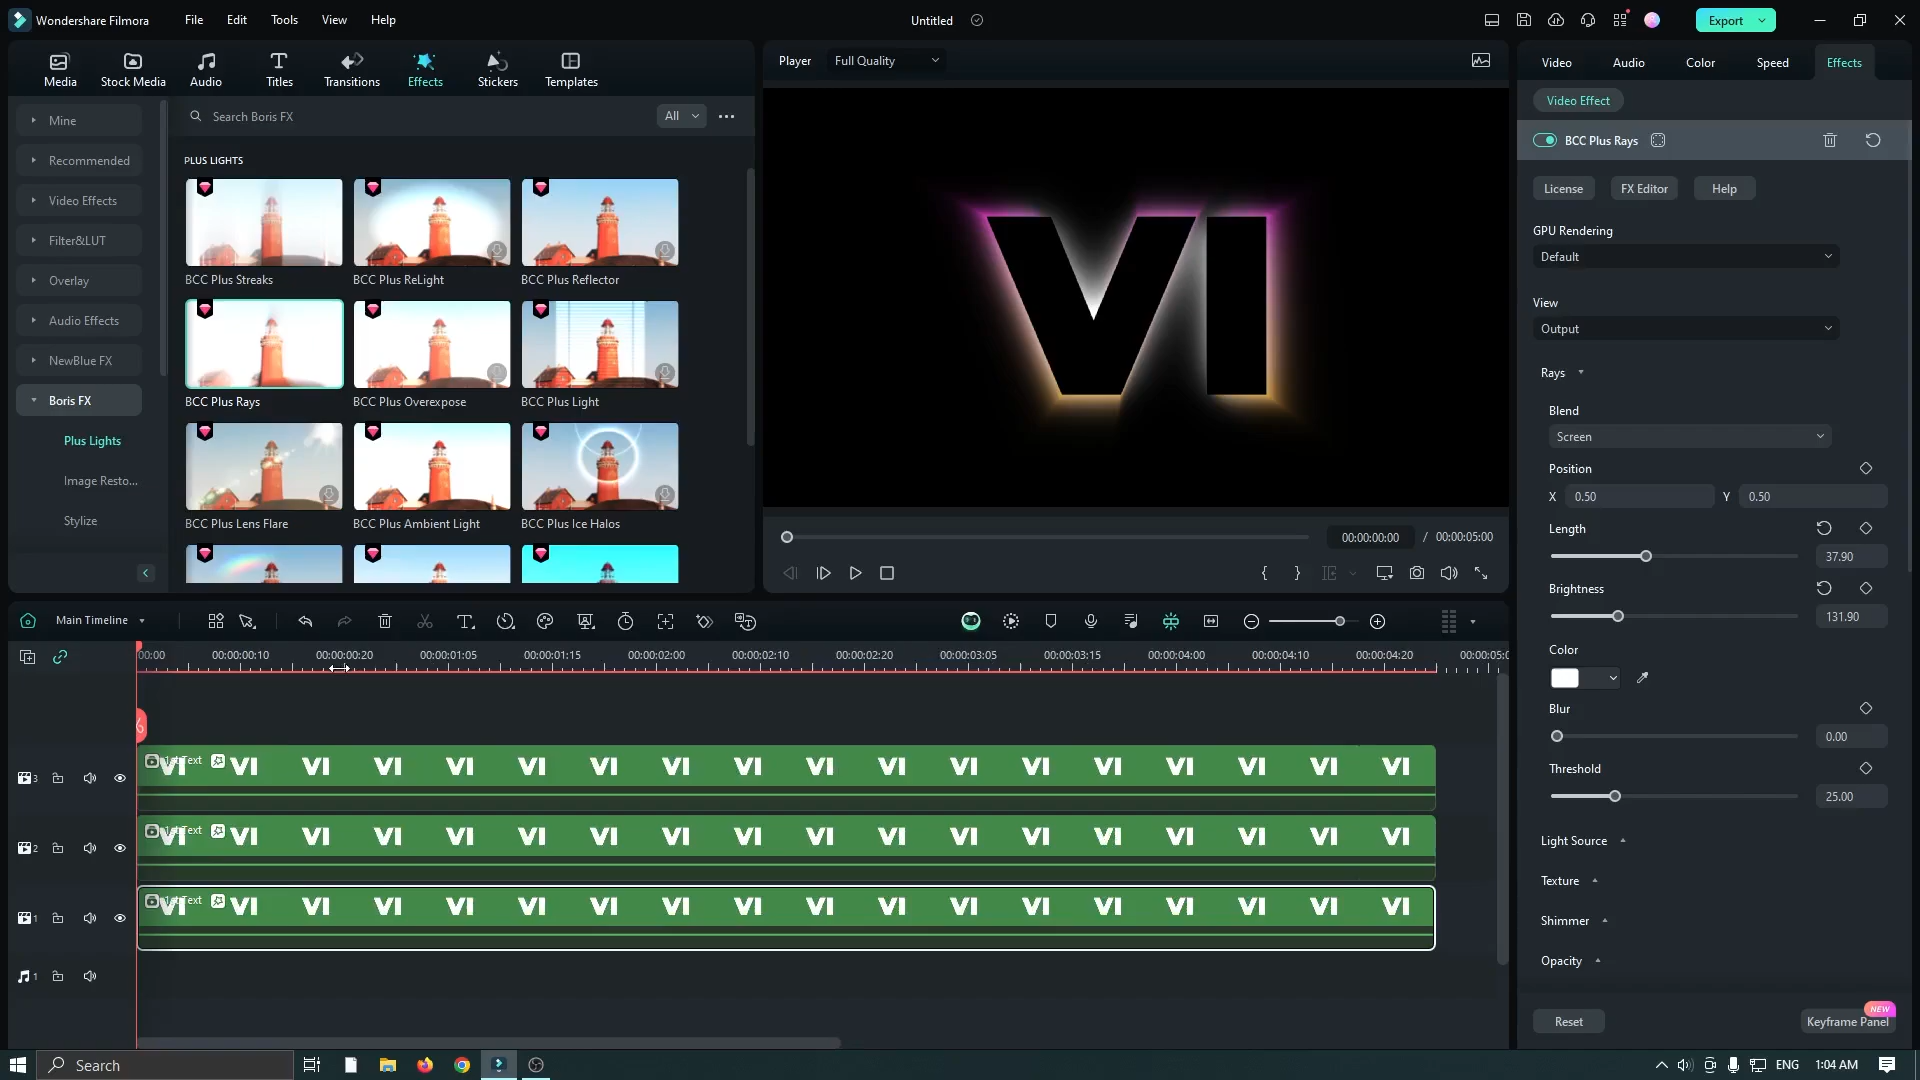 Wondershare Filmora
File
Edit
Tools
View
Help
Untitled
Export
Media
Stock Media
Audio
Titles
Transitions
Effects
Stickers
Templates
Player
Full Quality
Video
Audio
Color
Speed
Effects
Video Effect
Mine
Recommended
Video Effects
Filter&LUT
Overlay
Audio Effects
NewBlue FX
Boris FX
Plus Lights
Image Resto...
Stylize
Search Boris FX
All
PLUS LIGHTS
BCC Plus Streaks
BCC Plus ReLight
BCC Plus Reflector
BCC Plus Rays
BCC Plus Overexpose
BCC Plus Light
BCC Plus Lens Flare
BCC Plus Ambient Light
BCC Plus Ice Halos
VI
00:00:00:00 / 00:00:05:00
BCC Plus Rays
License
FX Editor
Help
GPU Rendering
Default
View
Output
Rays
Blend
Screen
Position
X 0.50 Y 0.50
Length
37.90
Brightness
131.90
Color
Blur
0.00
Threshold
25.00
Light Source
Texture
Shimmer
Opacity
Reset
NEW
Keyframe Panel
Main Timeline
00:00 00:00:00:10 00:00:00:20 00:00:01:05 00:00:01:15 00:00:02:00 00:00:02:10 00:00:02:20 00:00:03:05 00:00:03:15 00:00:04:00 00:00:04:10 00:00:04:20 00:00:05:0
3
VI VI VI VI VI VI VI VI VI VI VI VI VI VI VI VI VI VI
2
VI VI VI VI VI VI VI VI VI VI VI VI VI VI VI VI VI VI
1
VI VI VI VI VI VI VI VI VI VI VI VI VI VI VI VI VI VI
1
Search
ENG
1:04 AM